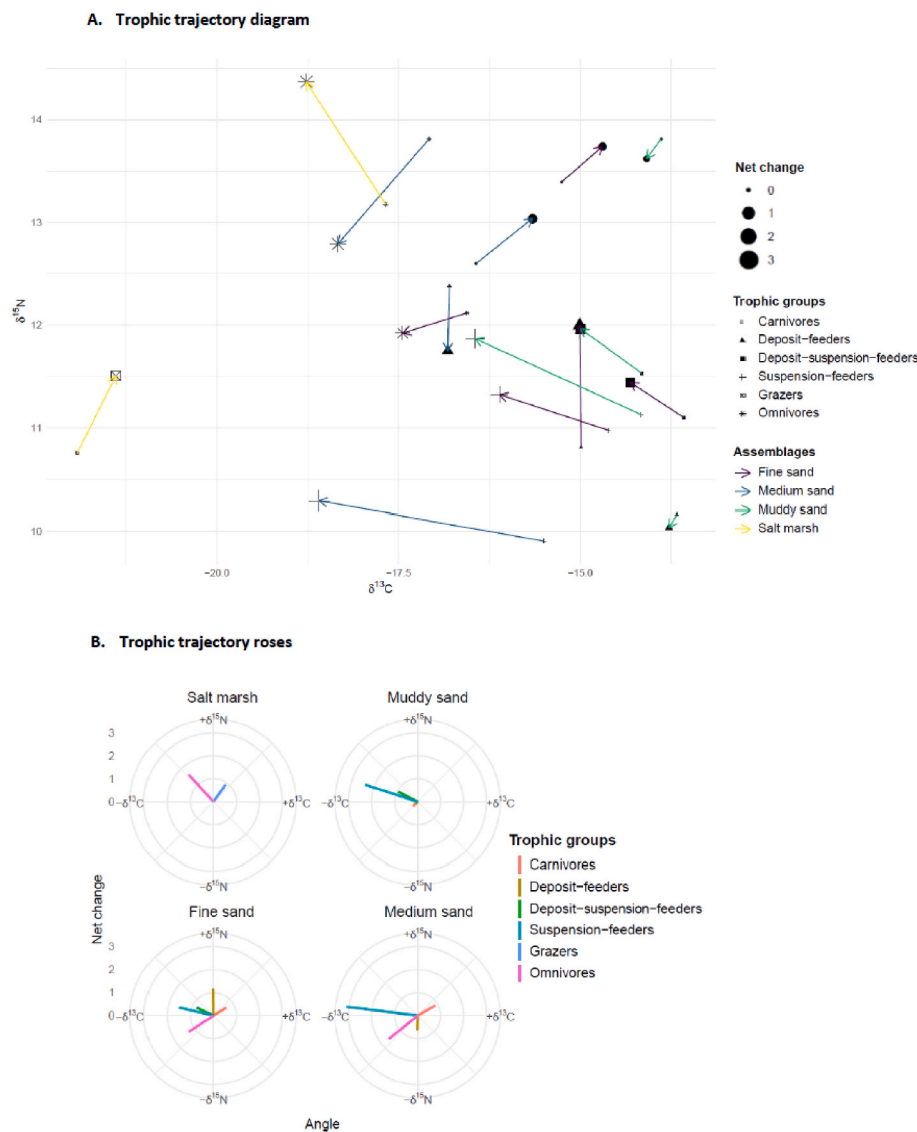 A. Trophic trajectory diagram
14
13
12
11
10
δ15N
−20.0
−17.5
−15.0
δ13C
Net change
0
1
2
3
Trophic groups
Carnivores
Deposit-feeders
Deposit-suspension-feeders
Suspension-feeders
Grazers
Omnivores
Assemblages
Fine sand
Medium sand
Muddy sand
Salt marsh
B. Trophic trajectory roses
Salt marsh
Muddy sand
+δ15N
+δ15N
3
2
1
0
−δ13C
+δ13C
−δ13C
+δ13C
−δ15N
−δ15N
Fine sand
Medium sand
+δ15N
+δ15N
3
2
1
0
−δ13C
+δ13C
−δ13C
+δ13C
−δ15N
−δ15N
Net change
Angle
Trophic groups
Carnivores
Deposit−feeders
Deposit−suspension−feeders
Suspension−feeders
Grazers
Omnivores